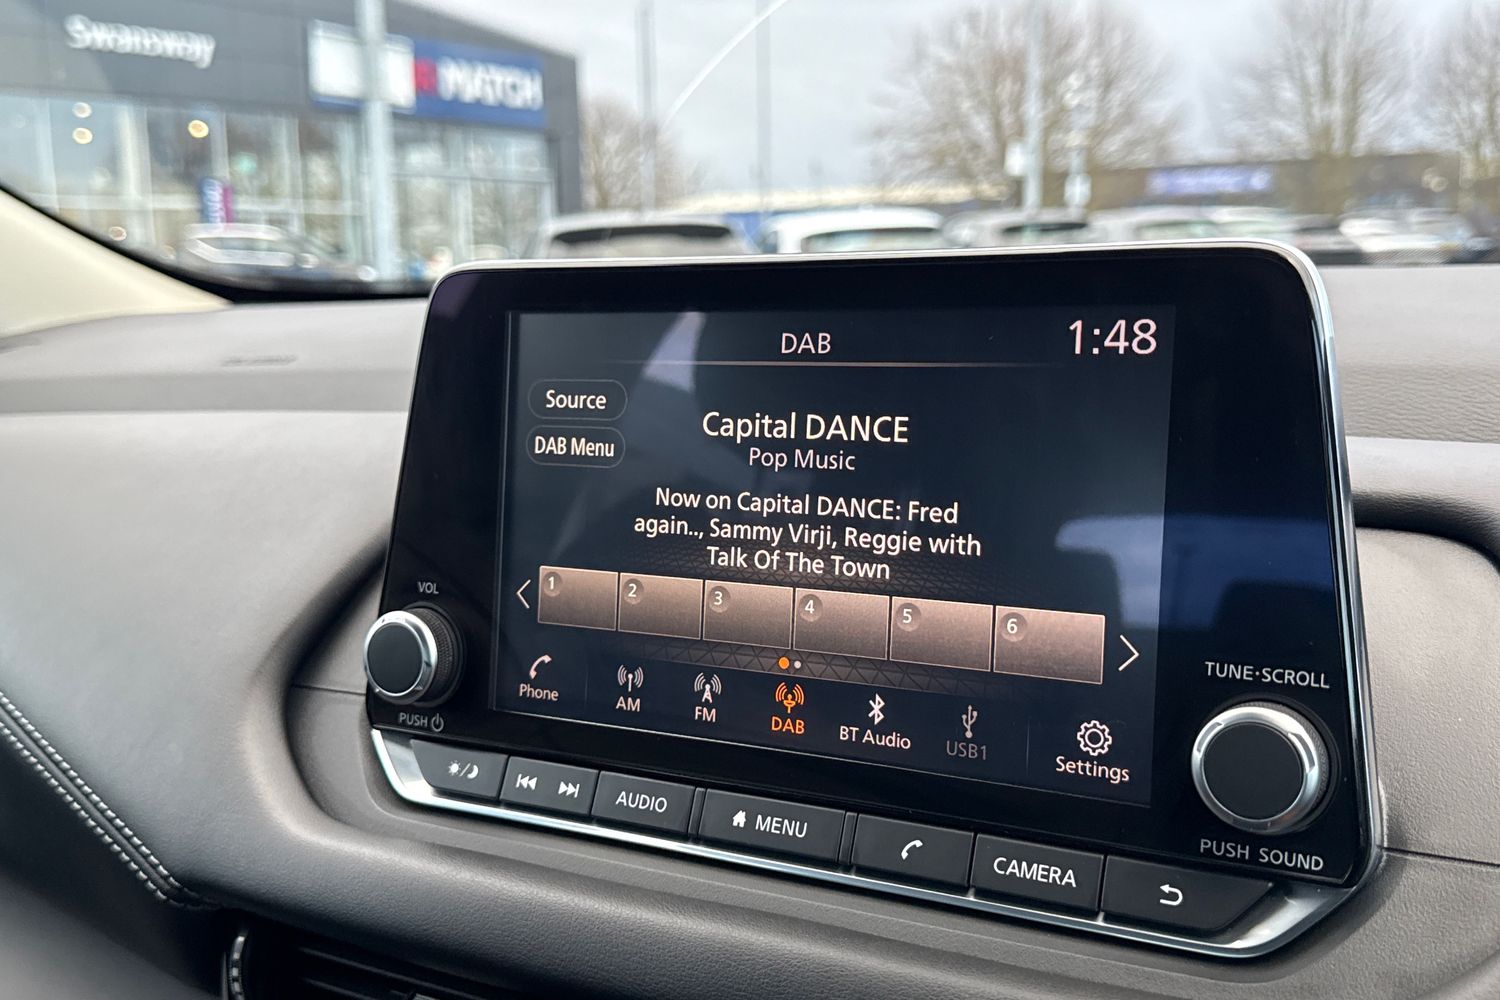 Swansway
MATCH
DAB
1:48
Source
DAB Menu
Capital DANCE
Pop Music
Now on Capital DANCE: Fred
again.., Sammy Virji, Reggie with
Talk Of The Town
1 2 3 4 5 6
Phone
AM
FM
DAB
BT Audio
USB1
Settings
VOL
PUSH
TUNE·SCROLL
PUSH SOUND
AUDIO
MENU
CAMERA